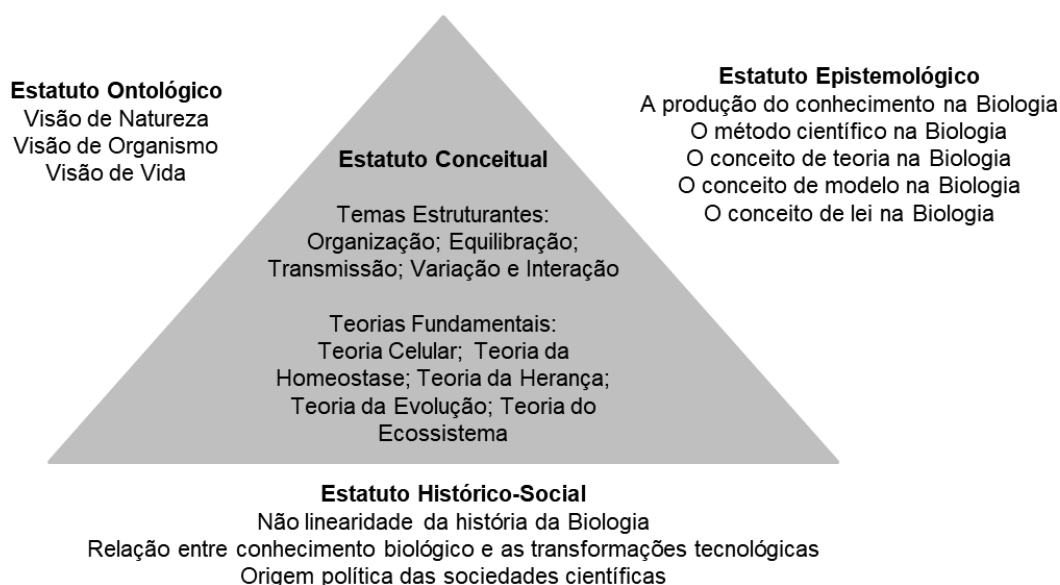 Estatuto Ontológico
Visão de Natureza
Visão de Organismo
Visão de Vida
Estatuto Epistemológico
A produção do conhecimento na Biologia
O método científico na Biologia
O conceito de teoria na Biologia
O conceito de modelo na Biologia
O conceito de lei na Biologia
Estatuto Conceitual
Temas Estruturantes:
Organização; Equilibração;
Transmissão; Variação e Interação
Teorias Fundamentais:
Teoria Celular; Teoria da
Homeostase; Teoria da Herança;
Teoria da Evolução; Teoria do
Ecossistema
Estatuto Histórico-Social
Não linearidade da história da Biologia
Relação entre conhecimento biológico e as transformações tecnológicas
Origem política das sociedades científicas